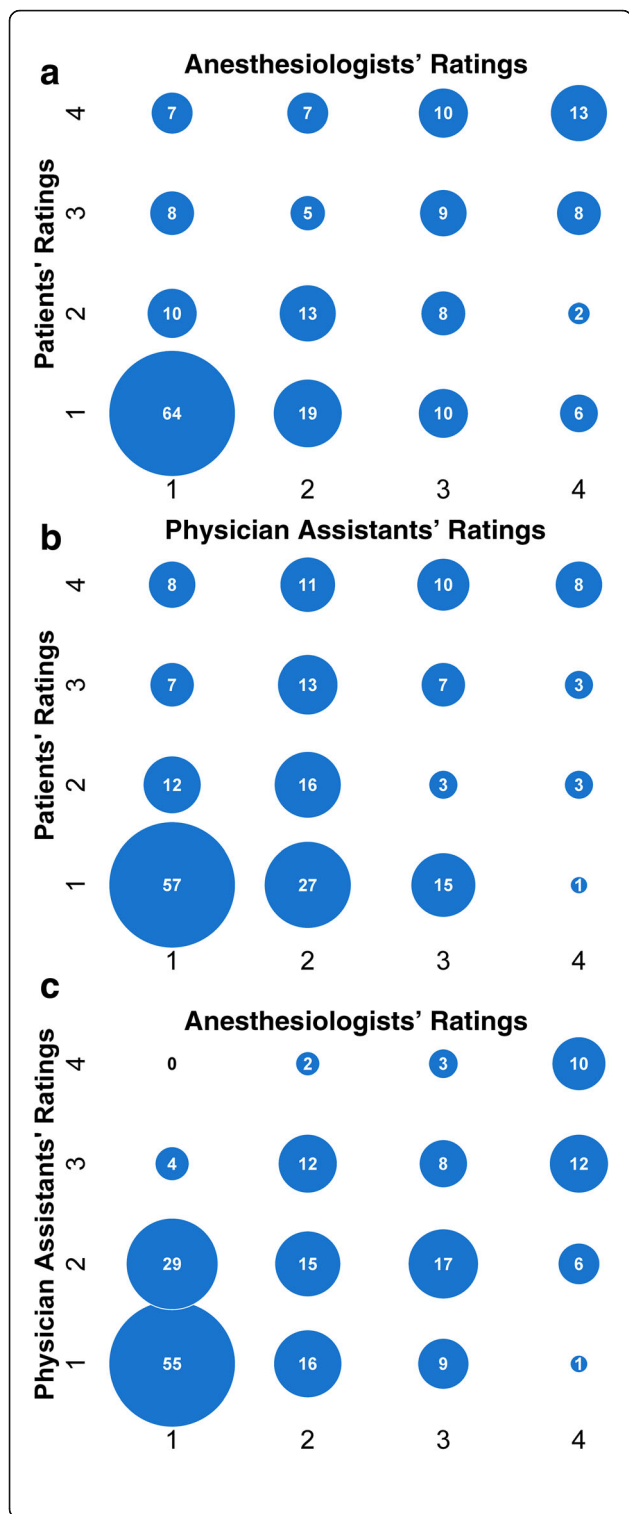 a
Anesthesiologists’ Ratings
Patients' Ratings
4 7 7 10 13
3 8 5 9 8
2 10 13 8 2
1 64 19 10 6
1 2 3 4
b
Physician Assistants’ Ratings
Patients' Ratings
4 8 11 10 8
3 7 13 7 3
2 12 16 3 3
1 57 27 15 1
1 2 3 4
c
Anesthesiologists’ Ratings
Physician Assistants' Ratings
4 0 2 3 10
3 4 12 8 12
2 29 15 17 6
1 55 16 9 1
1 2 3 4